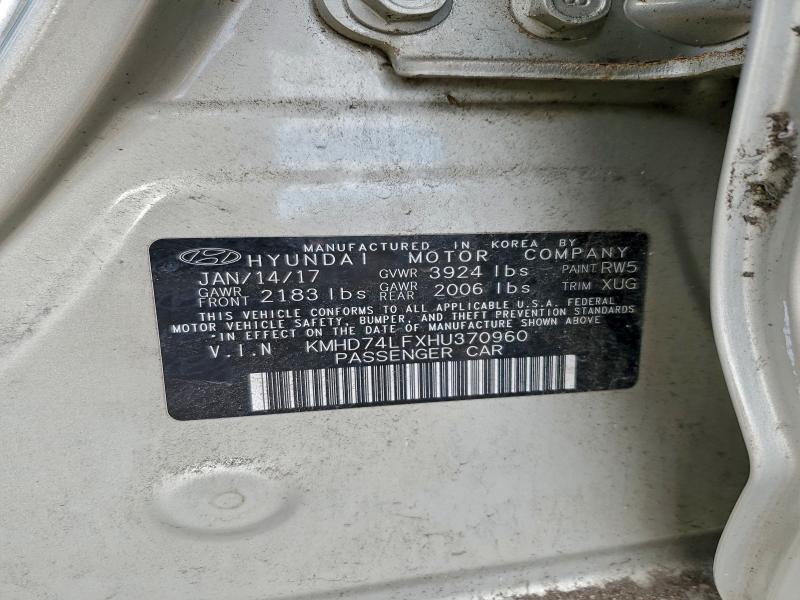 MANUFACTURED IN KOREA BY
HYUNDAI MOTOR COMPANY
JAN/14/17 GVWR 3924 lbs PAINT RW5
GAWR FRONT 2183 lbs GAWR REAR 2006 lbs TRIM XUG
THIS VEHICLE CONFORMS TO ALL APPLICABLE U.S.A. FEDERAL
MOTOR VEHICLE SAFETY, BUMPER, AND THEFT PREVENTION STANDARDS
IN EFFECT ON THE DATE OF MANUFACTURE SHOWN ABOVE.
V.I.N KMHD74LFXHU370960
PASSENGER CAR